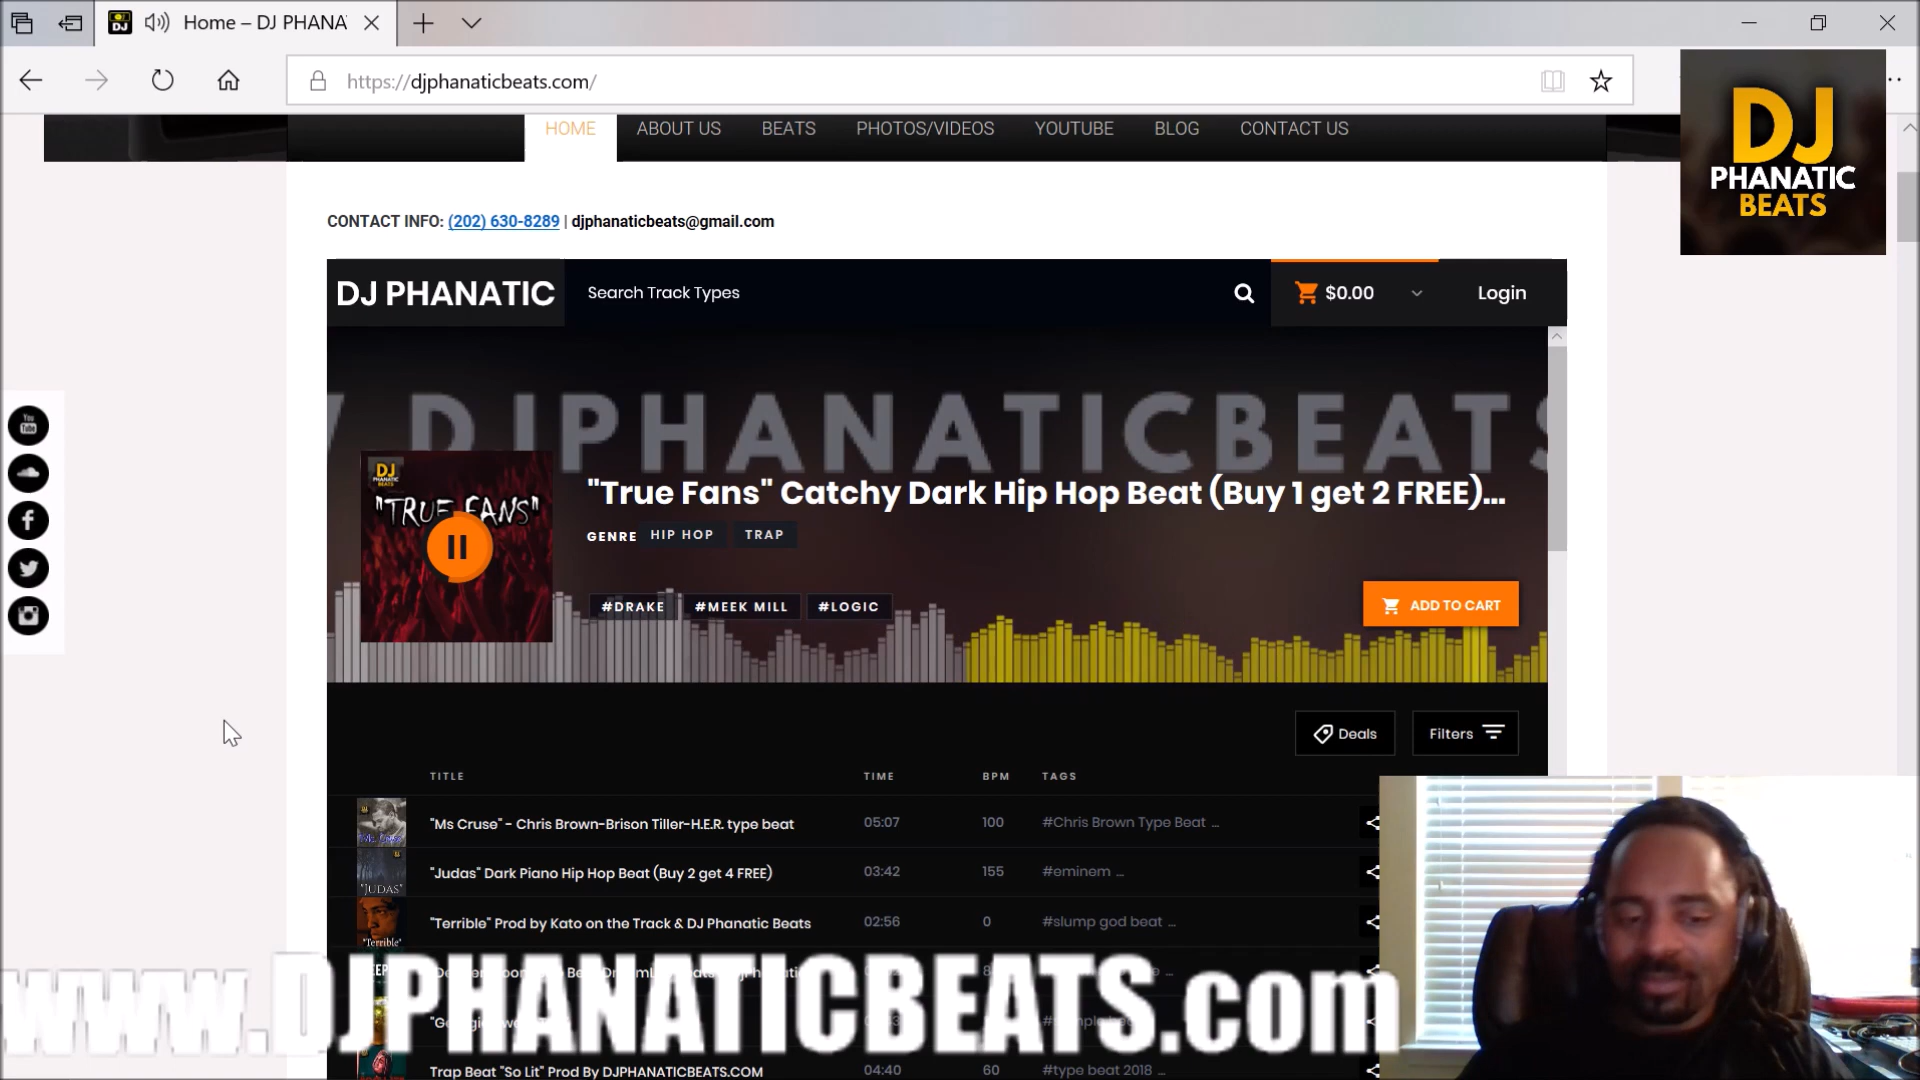 Home – DJ PHANA
https://djphanaticbeats.com/
HOME ABOUT US BEATS PHOTOS/VIDEOS YOUTUBE BLOG CONTACT US
DJ
PHANATIC
BEATS
CONTACT INFO: (202) 630-8289 | djphanaticbeats@gmail.com
DJ PHANATIC Search Track Types $0.00 Login
DJPHANATICBEATS
DJ
PHANATIC
BEATS
"TRUE FANS"
"True Fans" Catchy Dark Hip Hop Beat (Buy 1 get 2 FREE)...
GENRE HIP HOP TRAP
#DRAKE #MEEK MILL #LOGIC
ADD TO CART
Deals Filters
TITLE TIME BPM TAGS
"Ms Cruse" - Chris Brown-Brison Tiller-H.E.R. type beat 05:07 100 #Chris Brown Type Beat ...
"Judas" Dark Piano Hip Hop Beat (Buy 2 get 4 FREE) 03:42 155 #eminem ...
"JUDAS"
"Terrible" Prod by Kato on the Track & DJ Phanatic Beats 02:56 0 #slump god beat ...
"Terrible"
www.DJPHANATICBEATS.com
Trap Beat "So Lit" Prod By DJPHANATICBEATS.COM 04:40 60 #type beat 2018 ...